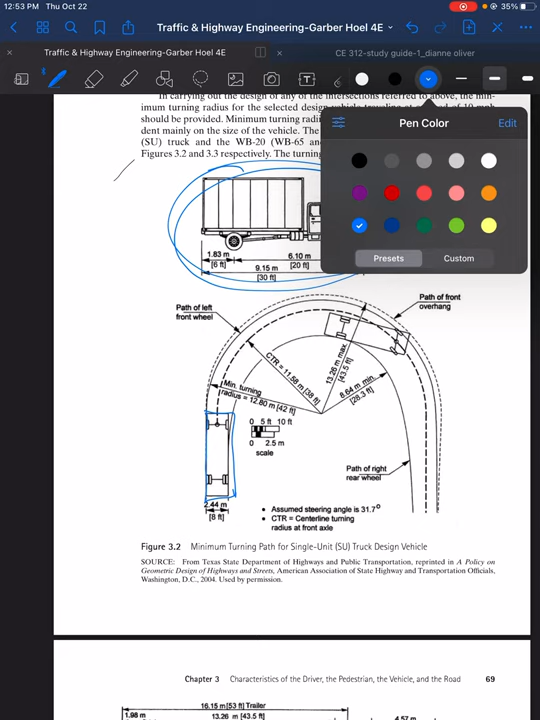 12:53 PM Thu Oct 22
35%
Traffic & Highway Engineering-Garber Hoel 4E
Traffic & Highway Engineering-Garber Hoel 4E
CE 312-study guide-1_dianne oliver
In carrying out the design of any of the intersections referred to above, the min-
imum turning radius for the selected design vehicle traveling at a speed of 10 mph
should be provided. Minimum turning radii
dent mainly on the size of the vehicle. The
(SU) truck and the WB-20 (WB-65 and
Figures 3.2 and 3.3 respectively. The turning
Pen Color
Edit
Presets
Custom
1.83 m
[6 ft]
6.10 m
[20 ft]
9.15 m
[30 ft]
Path of left
front wheel
Path of front
overhang
CTR = 11.58 m [38 ft]
13.26 m max.
[43.5 ft]
Min. turning
radius = 12.80 m [42 ft]
8.64 m min.
[28.3 ft]
0 5 ft 10 ft
0 2.5 m
scale
Path of right
rear wheel
2.44 m
[8 ft]
• Assumed steering angle is 31.7°
• CTR = Centerline turning
radius at front axle
Figure 3.2 Minimum Turning Path for Single-Unit (SU) Truck Design Vehicle
SOURCE: From Texas State Department of Highways and Public Transportation, reprinted in A Policy on
Geometric Design of Highways and Streets, American Association of State Highway and Transportation Officials,
Washington, D.C., 2004. Used by permission.
Chapter 3 Characteristics of the Driver, the Pedestrian, the Vehicle, and the Road 69
16.15 m [53 ft] Trailer
1.98 m
13.26 m [43.5 ft]
4.57 m